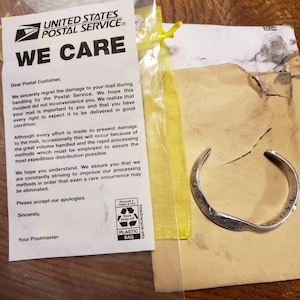 UNITED STATES
POSTAL SERVICE®
WE CARE
Dear Postal Customer,
We sincerely regret the damage to your mail during
handling by the Postal Service. We hope this
incident did not inconvenience you. We realize that
your mail is important to you and that you have
every right to expect it to be delivered in good
condition.
Although every effort is made to prevent damage
to the mail, occasionally this will occur because of
the great volume handled and the rapid processing
methods which must be employed to assure the
most expeditious distribution possible.
We hope you understand. We assure you that we
are constantly striving to improve our processing
methods in order that even a rare occurrence may
be eliminated.
Please accept our apologies.
Sincerely,
Your Postmaster
PLASTIC
BAG